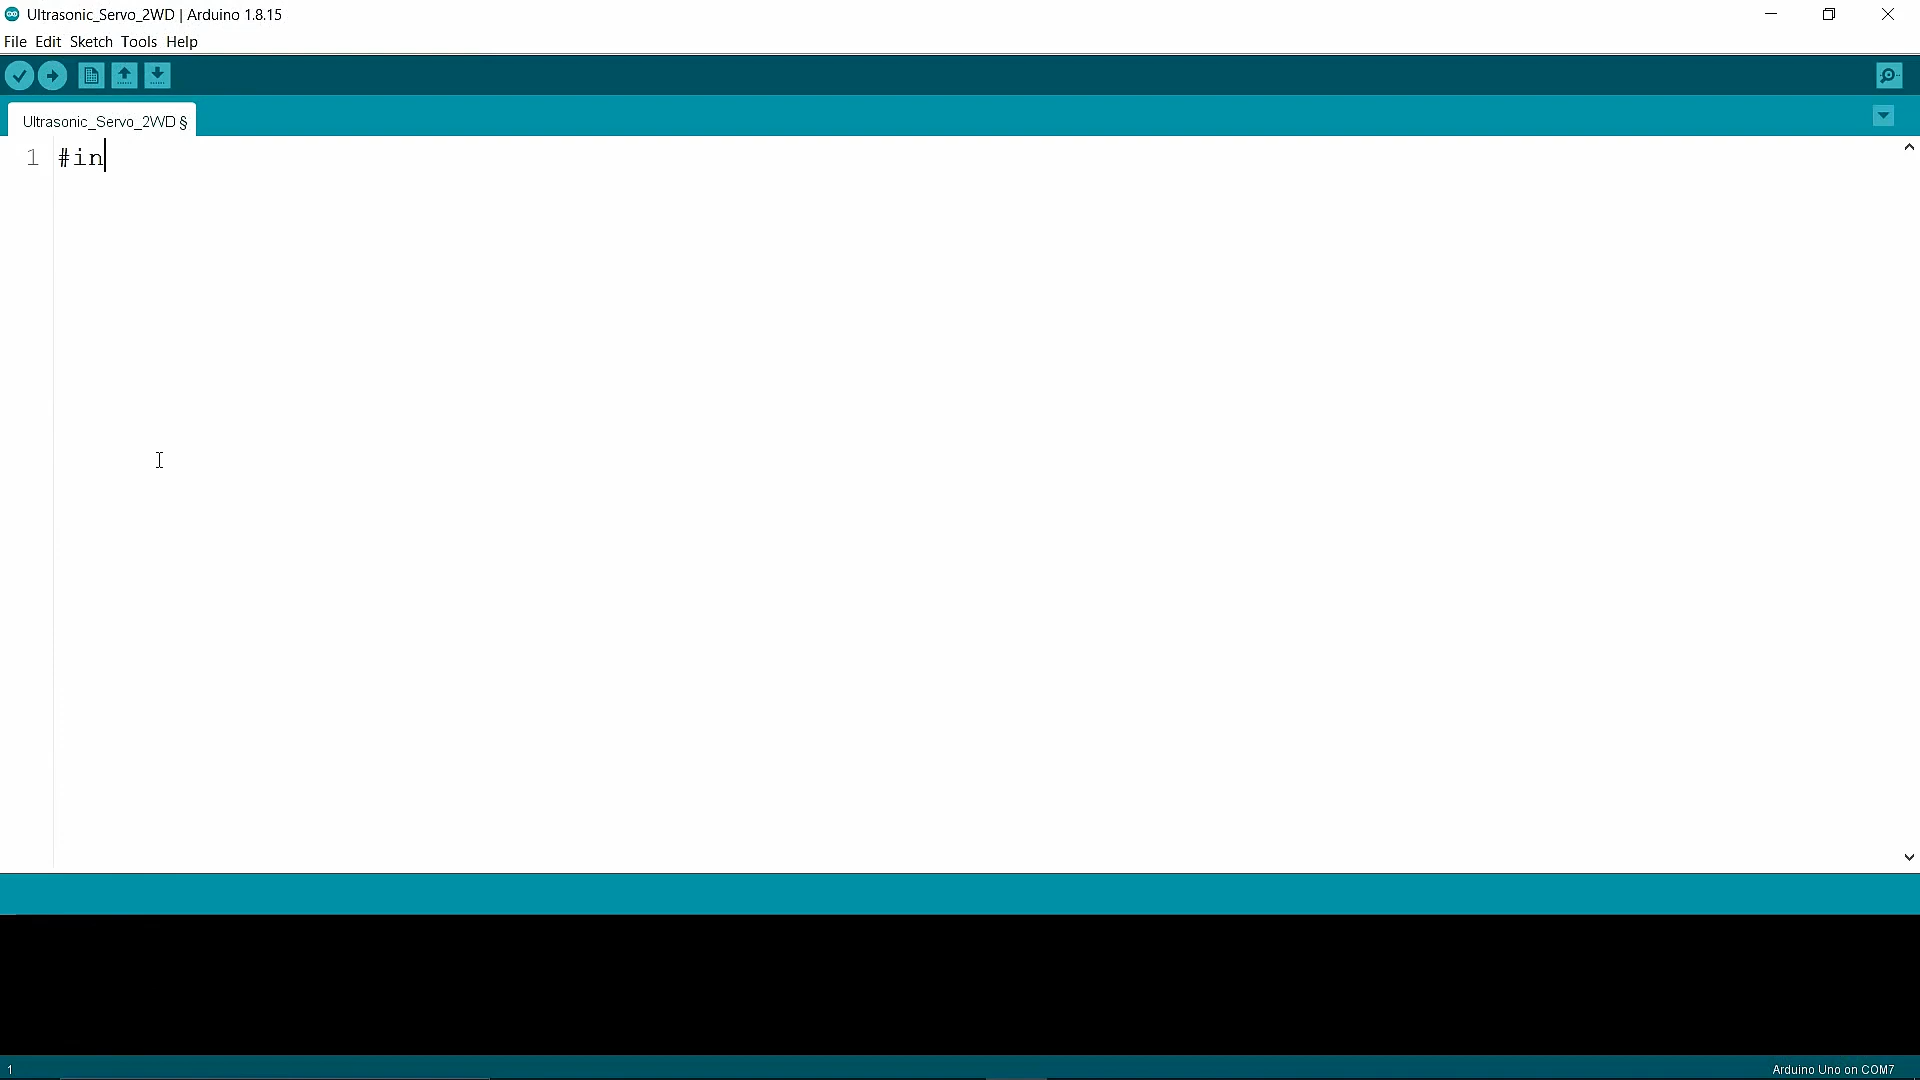 Ultrasonic_Servo_2WD | Arduino 1.8.15
File Edit Sketch Tools Help
Ultrasonic_Servo_2WD §
1 #in
1
Arduino Uno on COM7